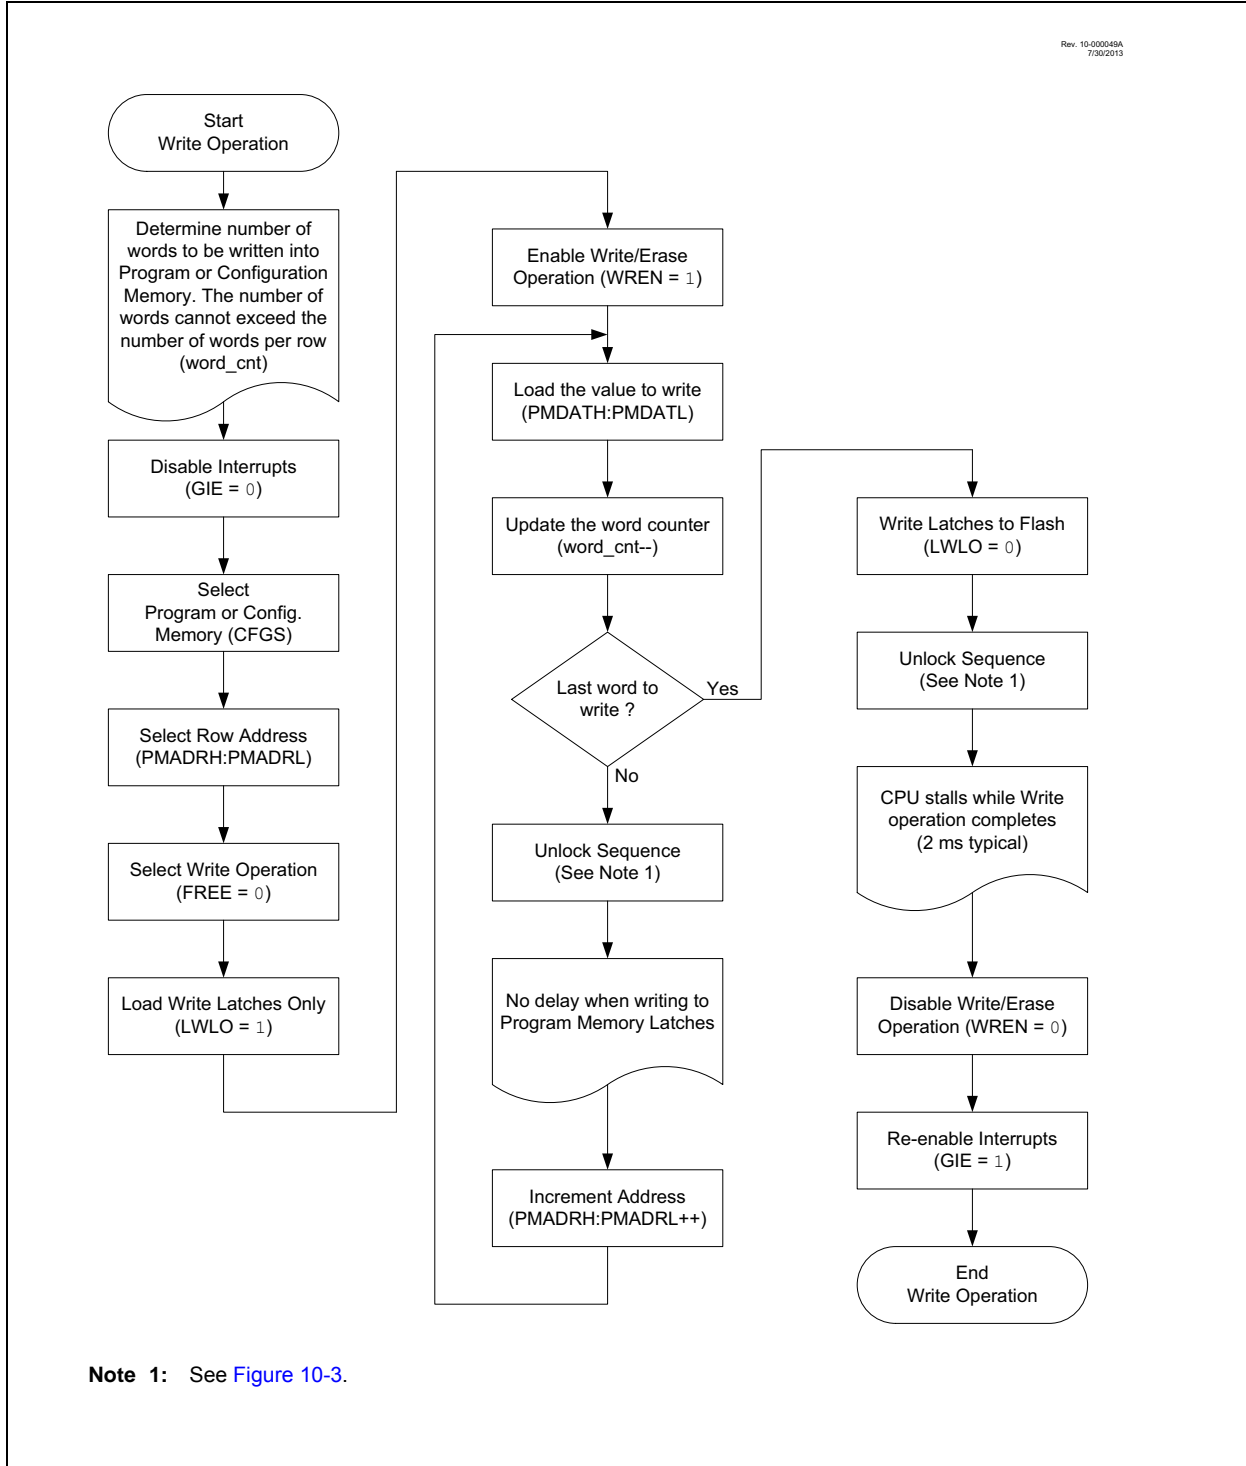 Rev. 10-000049A
7/30/2013
Start
Write Operation
Determine number of
words to be written into
Program or Configuration
Memory. The number of
words cannot exceed the
number of words per row
(word_cnt)
Disable Interrupts
(GIE = 0)
Select
Program or Config.
Memory (CFGS)
Select Row Address
(PMADRH:PMADRL)
Select Write Operation
(FREE = 0)
Load Write Latches Only
(LWLO = 1)
Enable Write/Erase
Operation (WREN = 1)
Load the value to write
(PMDATH:PMDATL)
Update the word counter
(word_cnt--)
Last word to
write ?
Yes
No
Unlock Sequence
(See Note 1)
No delay when writing to
Program Memory Latches
Increment Address
(PMADRH:PMADRL++)
Write Latches to Flash
(LWLO = 0)
Unlock Sequence
(See Note 1)
CPU stalls while Write
operation completes
(2 ms typical)
Disable Write/Erase
Operation (WREN = 0)
Re-enable Interrupts
(GIE = 1)
End
Write Operation
Note 1: See Figure 10-3.